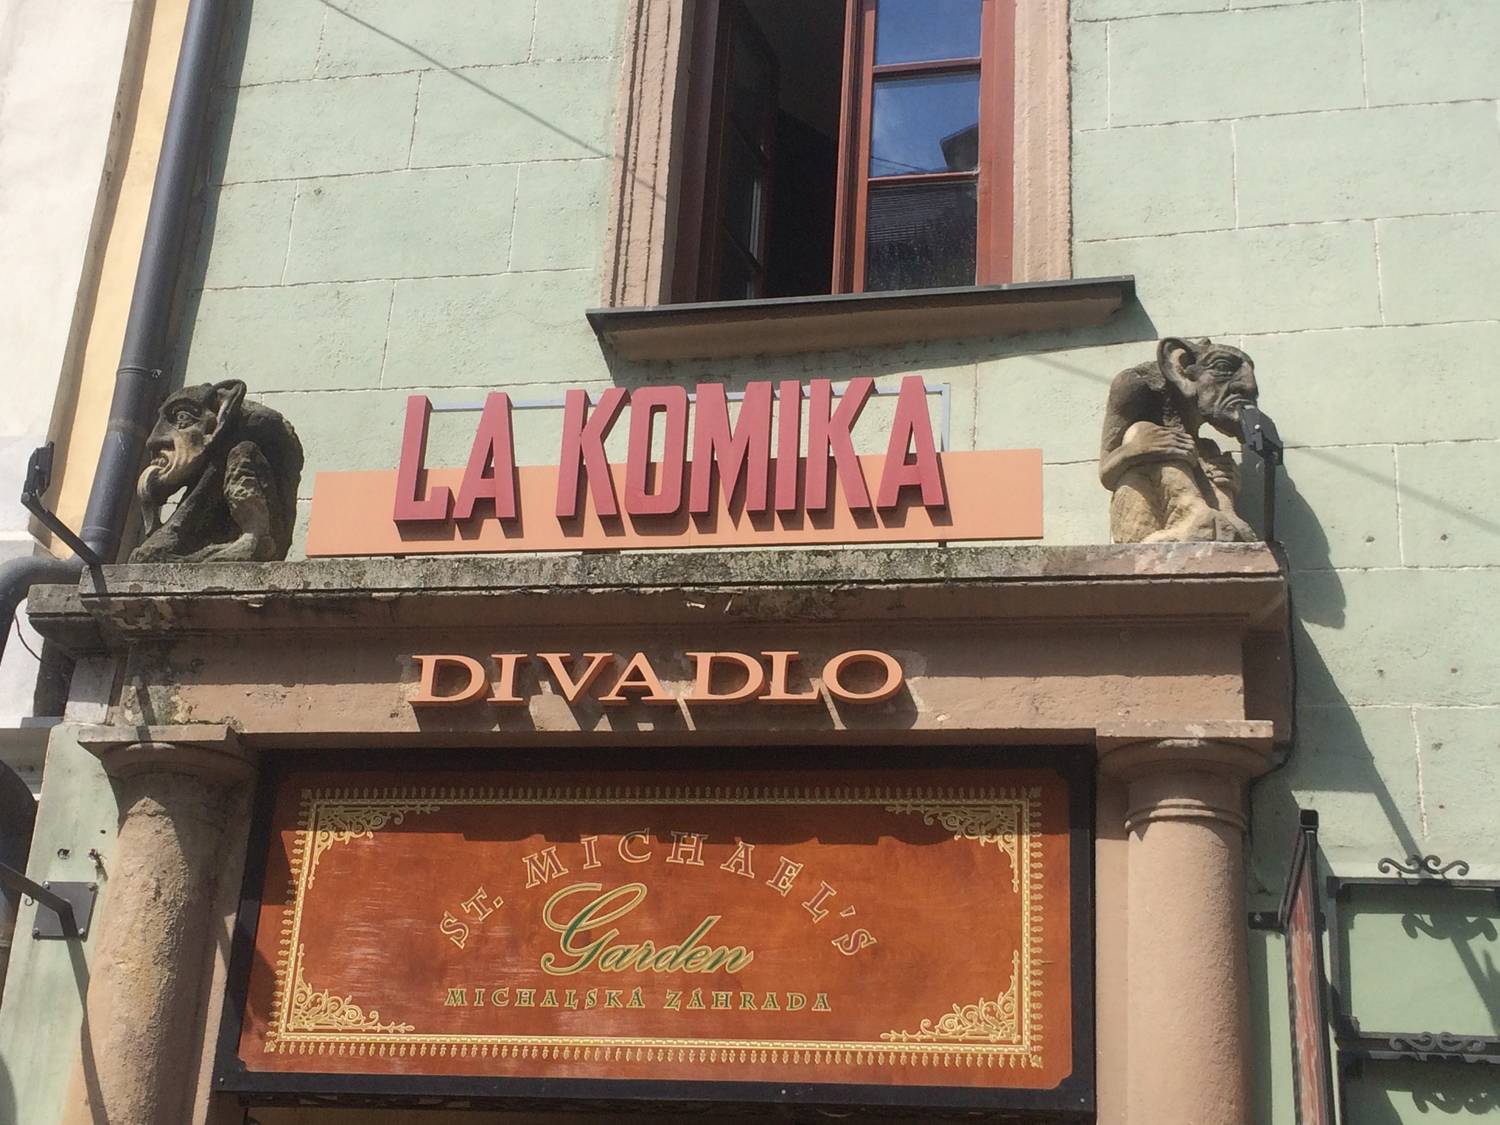 LA KOMIKA
DIVADLO
ST. MICHAEL'S
Garden
MICHALSKÁ ZÁHRADA